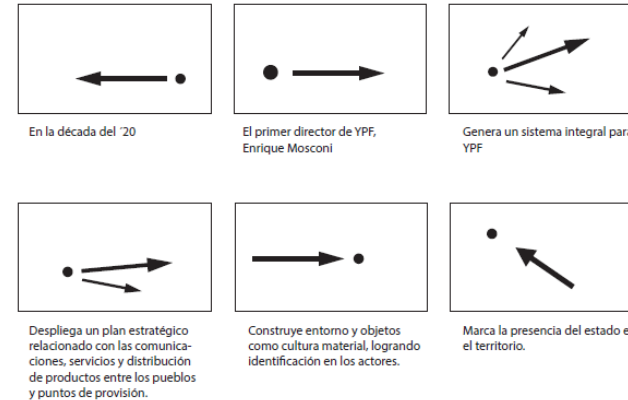 En la década del ´20
El primer director de YPF,
Enrique Mosconi
Genera un sistema integral para
YPF
Despliega un plan estratégico
relacionado con las comunica-
ciones, servicios y distribución
de productos entre los pueblos
y puntos de provisión.
Construye entorno y objetos
como cultura material, logrando
identificación en los actores.
Marca la presencia del estado
el territorio.